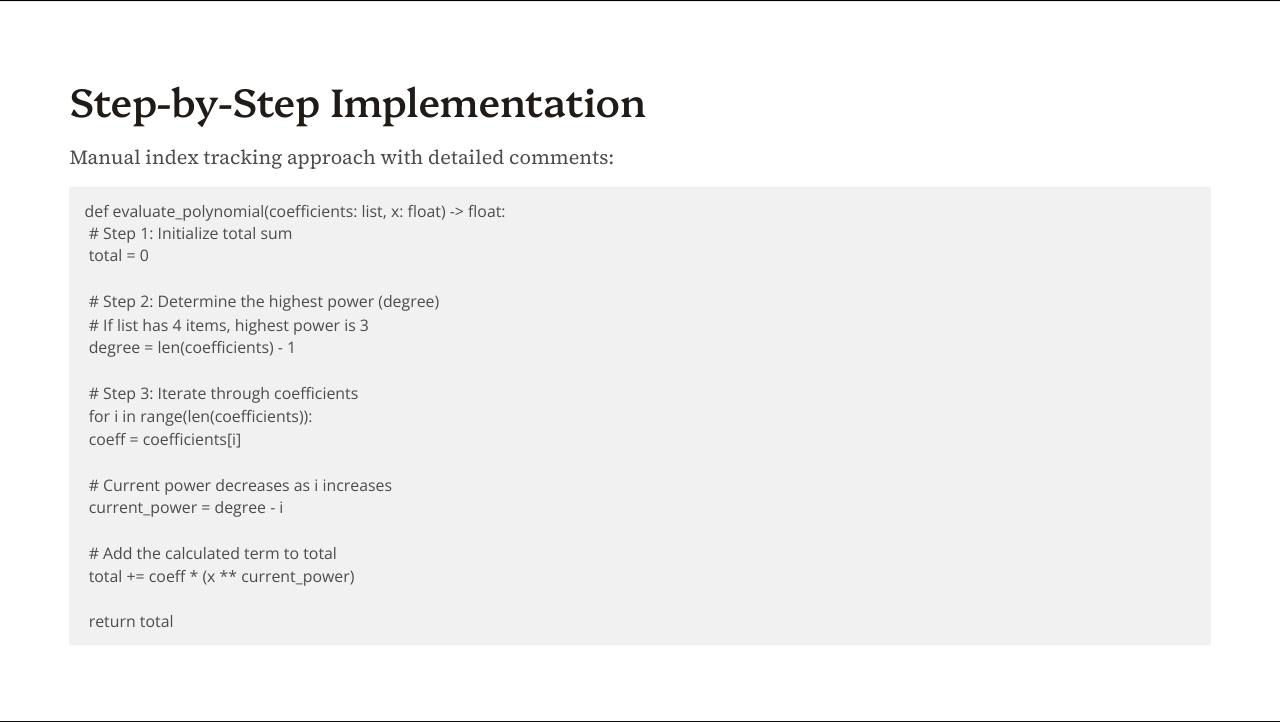 Step-by-Step Implementation
Manual index tracking approach with detailed comments:
def evaluate_polynomial(coefficients: list, x: float) -> float:
# Step 1: Initialize total sum
total = 0
# Step 2: Determine the highest power (degree)
# If list has 4 items, highest power is 3
degree = len(coefficients) - 1
# Step 3: Iterate through coefficients
for i in range(len(coefficients)):
coeff = coefficients[i]
# Current power decreases as i increases
current_power = degree - i
# Add the calculated term to total
total += coeff * (x ** current_power)
return total